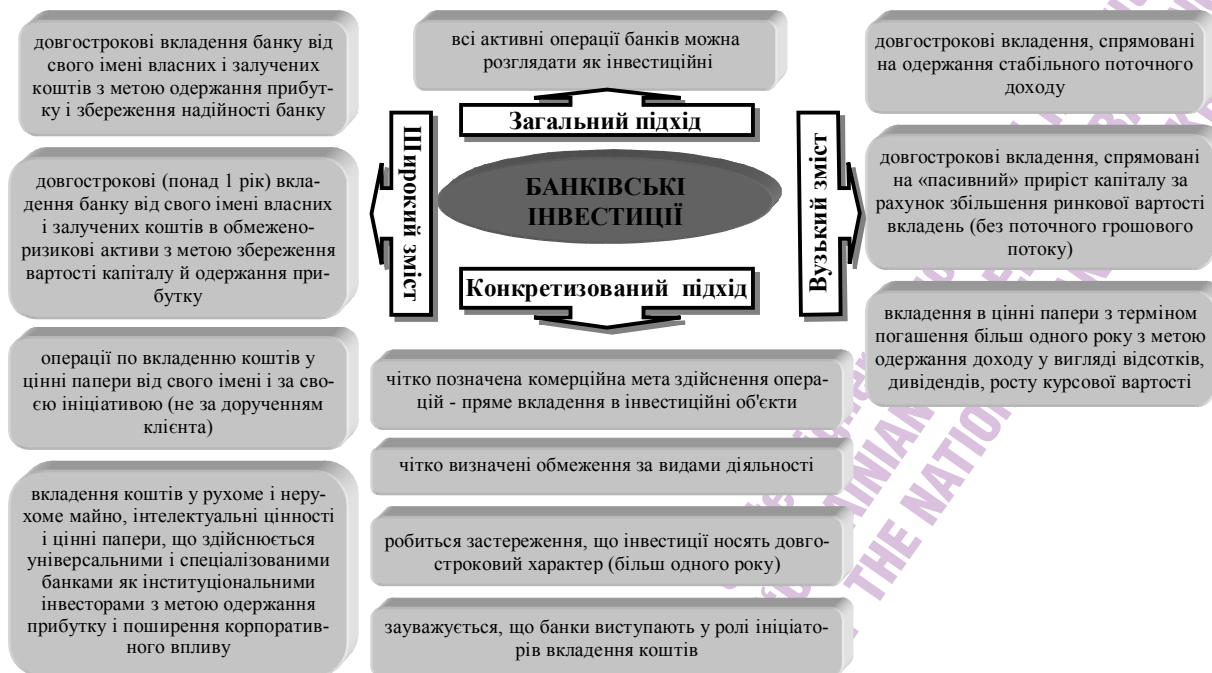 довгострокові вкладення банку від
свого імені власних і залучених
коштів з метою одержання прибут-
ку і збереження надійності банку
довгострокові (понад 1 рік) вкла-
дення банку від свого імені власних
і залучених коштів в обмежено-
ризикові активи з метою збереження
вартості капіталу й одержання при-
бутку
операції по вкладенню коштів у
цінні папери від свого імені і за сво-
єю ініціативою (не за дорученням
клієнта)
вкладення коштів у рухоме і неру-
хоме майно, інтелектуальні цінності
і цінні папери, що здійснюється
універсальними і спеціалізованими
банками як інституціональними
інвесторами з метою одержання
прибутку і поширення корпоратив-
ного впливу
Широкий зміст
всі активні операції банків можна
розглядати як інвестиційні
Загальний підхід
БАНКІВСЬКІ
ІНВЕСТИЦІЇ
Конкретизований підхід
чітко позначена комерційна мета здійснення опера-
цій - пряме вкладення в інвестиційні об'єкти
чітко визначені обмеження за видами діяльності
робиться застереження, що інвестиції носять довго-
строковий характер (більш одного року)
зауважується, що банки виступають у ролі ініціато-
рів вкладення коштів
Вузький зміст
довгострокові вкладення, спрямовані
на одержання стабільного поточного
доходу
довгострокові вкладення, спрямовані
на «пасивний» приріст капіталу за
рахунок збільшення ринкової вартості
вкладень (без поточного грошового
потоку)
вкладення в цінні папери з терміном
погашення більш одного року з метою
одержання доходу у вигляді відсотків,
дивідендів, росту курсової вартості
THE NATION